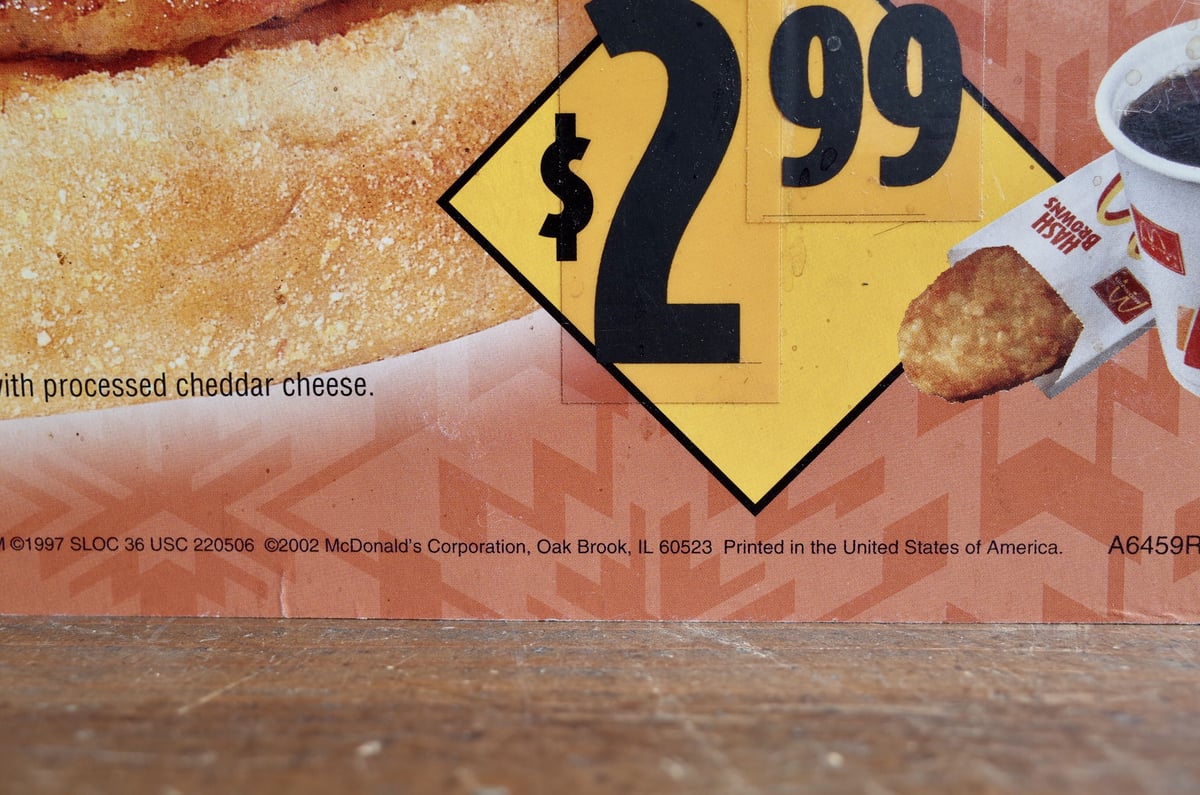 $2 99
HASH
BROWNS
with processed cheddar cheese.
©1997 SLOC 36 USC 220506 ©2002 McDonald's Corporation, Oak Brook, IL 60523 Printed in the United States of America. A6459R